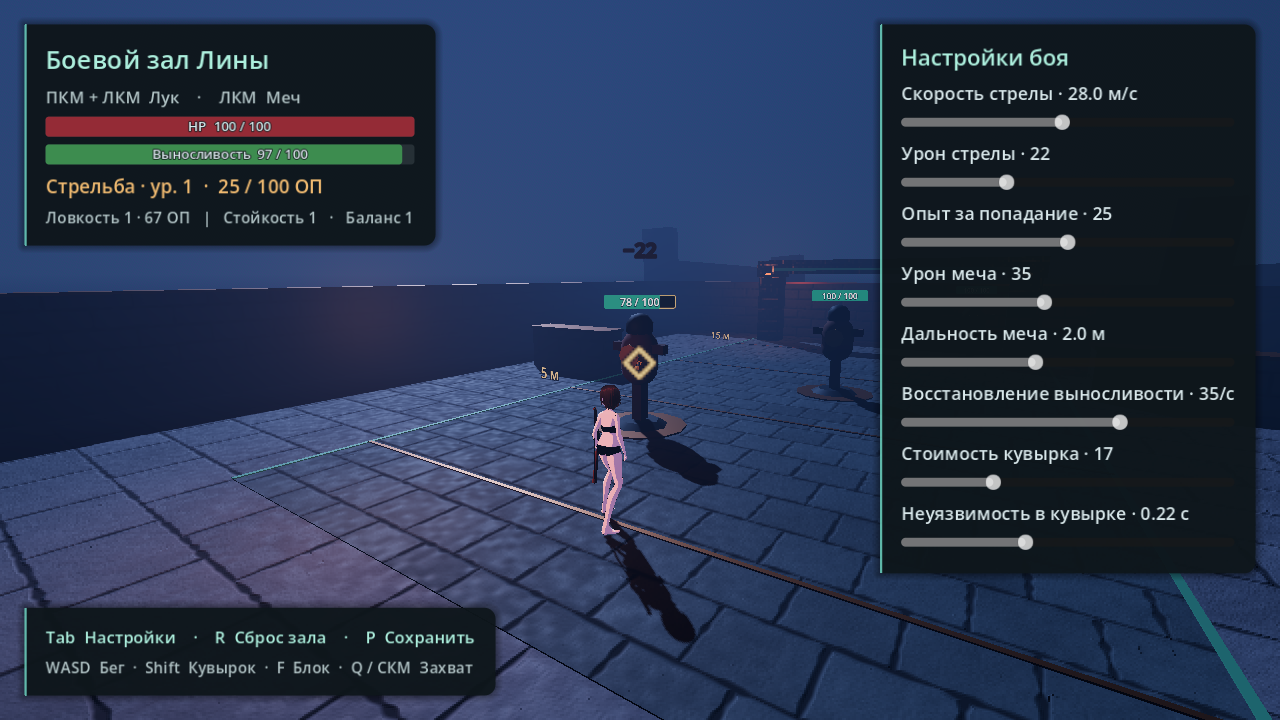 Боевой зал Лины
ПКМ + ЛКМ Лук · ЛКМ Меч
HP 100 / 100
Выносливость 97 / 100
Стрельба · ур. 1 · 25 / 100 ОП
Ловкость 1 · 67 ОП | Стойкость 1 · Баланс 1
−22
78 / 100
100 / 100
15 м
5 м
Настройки боя
Скорость стрелы · 28.0 м/с
Урон стрелы · 22
Опыт за попадание · 25
Урон меча · 35
Дальность меча · 2.0 м
Восстановление выносливости · 35/с
Стоимость кувырка · 17
Неуязвимость в кувырке · 0.22 с
Tab Настройки · R Сброс зала · P Сохранить
WASD Бег · Shift Кувырок · F Блок · Q / СКМ Захват